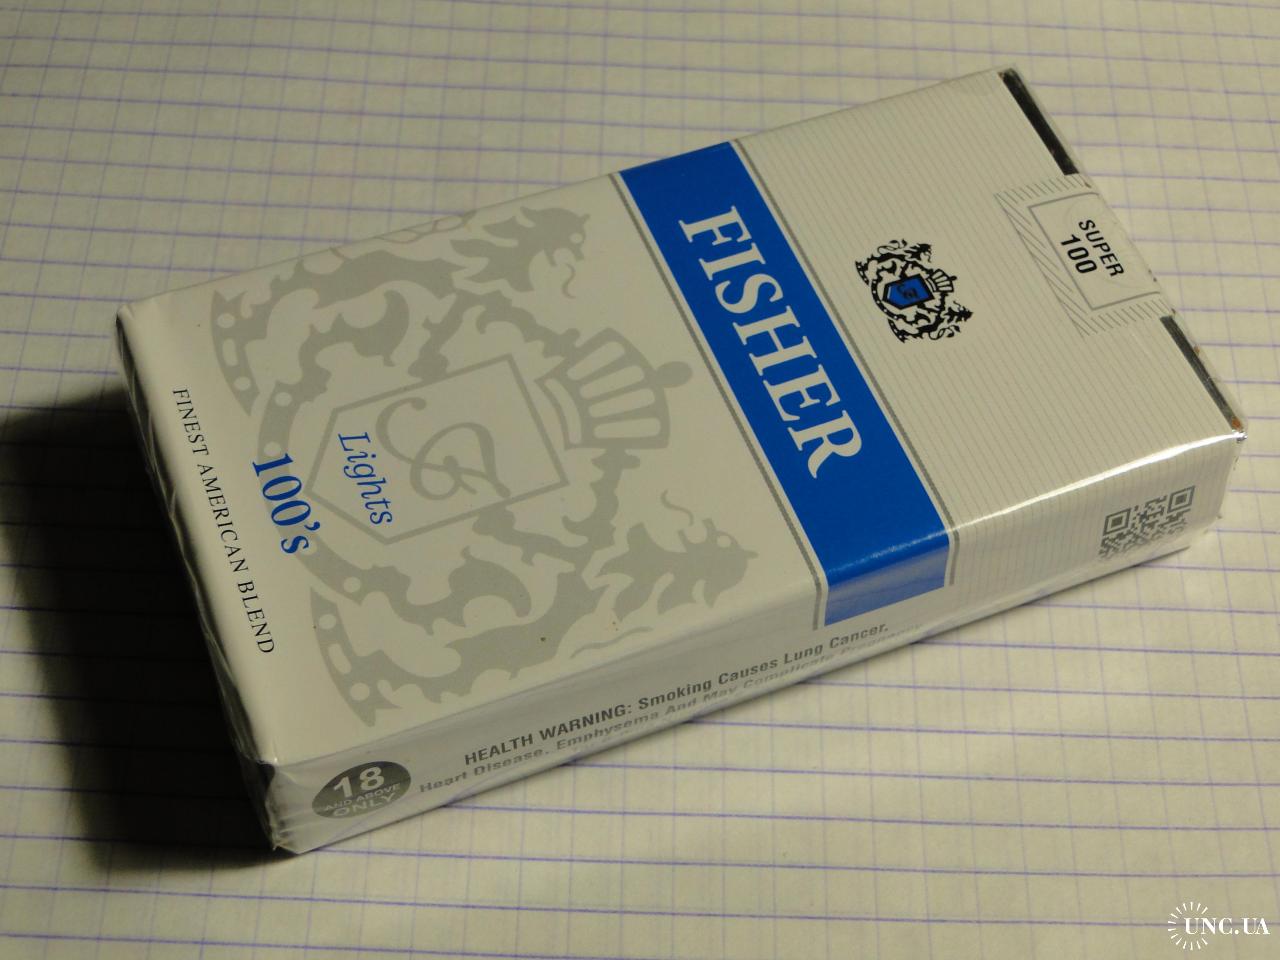 SUPER
100
FISHER
Lights
100's
FINEST AMERICAN BLEND
HEALTH WARNING: Smoking Causes Lung Cancer,
Heart Disease, Emphysema And May Complicate Pregnancy
18
AND ABOVE
ONLY
UNC.UA